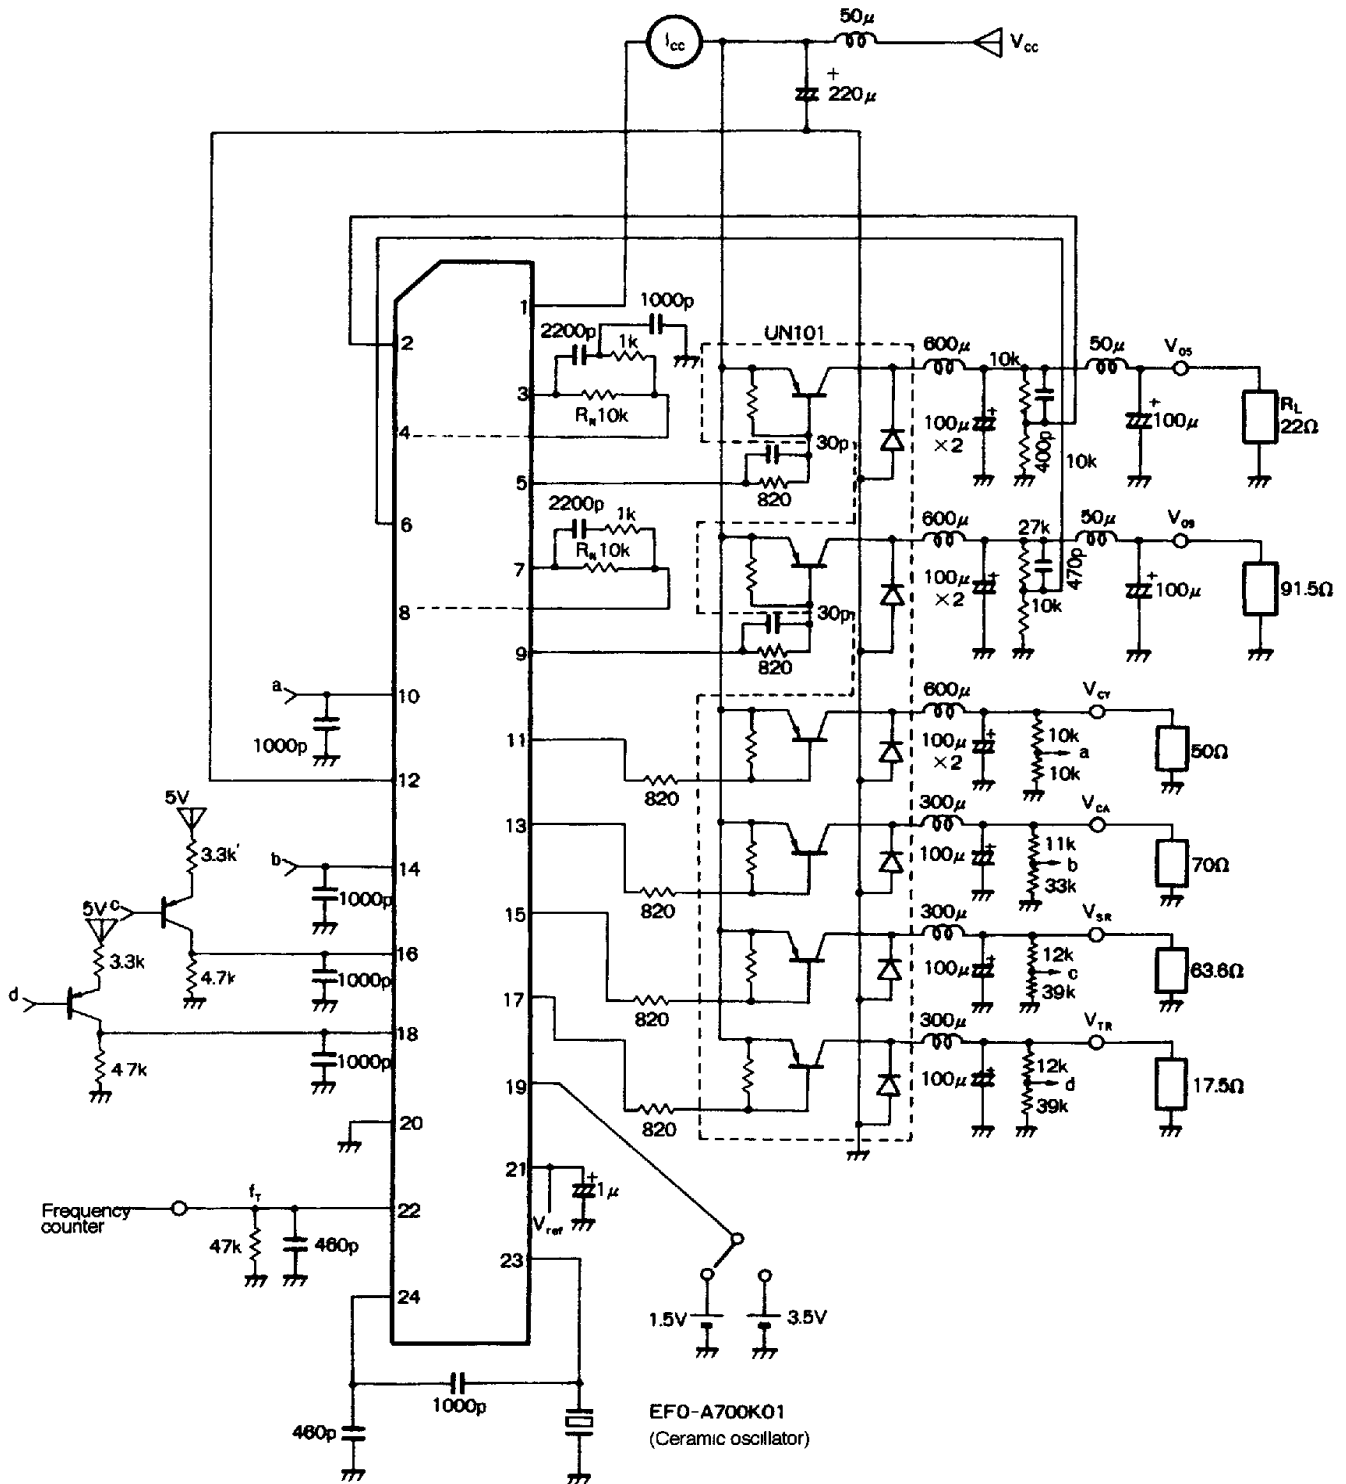 50μ
Icc
Vcc
+
220μ
1
1000p
2200p
1k
2
3
RN 10k
4
UN101
600μ
10k
50μ
VO5
+
100μ
×2
400p
10k
+
100μ
RL
22Ω
30p
5
820
6
2200p
1k
RN 10k
7
8
600μ
27k
50μ
VO9
+
100μ
×2
470p
10k
+
100μ
91.5Ω
30p
9
820
a
10
1000p
11
820
600μ
VCY
+
100μ
×2
10k
a
10k
50Ω
12
5V
3.3k
13
820
300μ
VCA
+
100μ
11k
b
33k
70Ω
b
14
1000p
5V
c
15
820
300μ
VSR
+
100μ
12k
c
39k
63.6Ω
3.3k
4.7k
16
1000p
d
17
820
300μ
VTR
+
100μ
12k
d
39k
17.5Ω
18
1000p
4.7k
19
20
21
+
1μ
Vref
Frequency
counter
fT
22
47k
460p
23
24
1.5V
3.5V
1000p
460p
EFO-A700K01
(Ceramic oscillator)